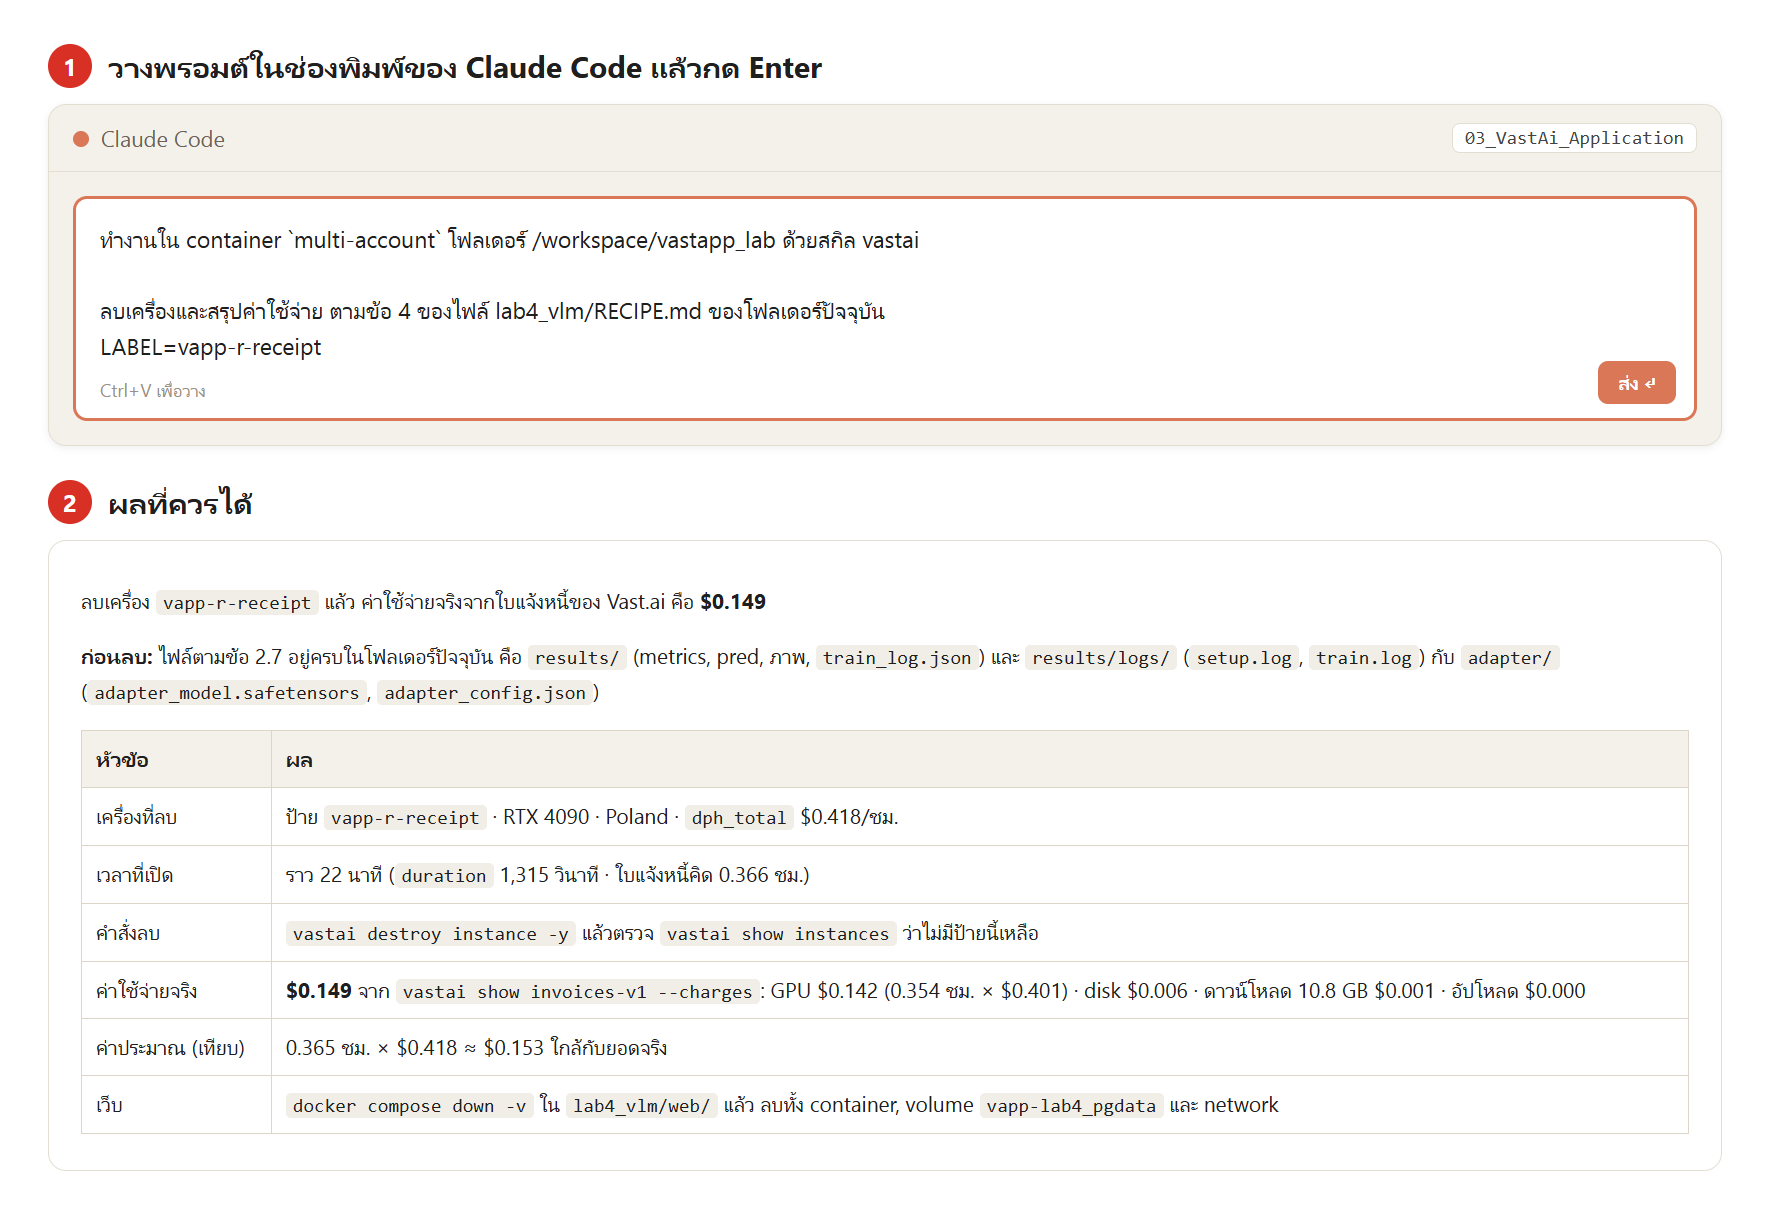 1 วางพรอมต์ในช่องพิมพ์ของ Claude Code แล้วกด Enter
Claude Code
03_VastAi_Application
ทำงานใน container `multi-account` โฟลเดอร์ /workspace/vastapp_lab ด้วยสกิล vastai
ลบเครื่องและสรุปค่าใช้จ่าย ตามข้อ 4 ของไฟล์ lab4_vlm/RECIPE.md ของโฟลเดอร์ปัจจุบัน
LABEL=vapp-r-receipt
Ctrl+V เพื่อวาง
ส่ง ↵
2 ผลที่ควรได้
ลบเครื่อง vapp-r-receipt แล้ว ค่าใช้จ่ายจริงจากใบแจ้งหนี้ของ Vast.ai คือ $0.149
ก่อนลบ: ไฟล์ตามข้อ 2.7 อยู่ครบในโฟลเดอร์ปัจจุบัน คือ results/ (metrics, pred, ภาพ, train_log.json) และ results/logs/ (setup.log, train.log) กับ adapter/
(adapter_model.safetensors, adapter_config.json)
หัวข้อ ผล
เครื่องที่ลบ ป้าย vapp-r-receipt · RTX 4090 · Poland · dph_total $0.418/ชม.
เวลาที่เปิด ราว 22 นาที (duration 1,315 วินาที · ใบแจ้งหนี้คิด 0.366 ชม.)
คำสั่งลบ vastai destroy instance -y แล้วตรวจ vastai show instances ว่าไม่มีป้ายนี้เหลือ
ค่าใช้จ่ายจริง $0.149 จาก vastai show invoices-v1 --charges: GPU $0.142 (0.354 ชม. × $0.401) · disk $0.006 · ดาวน์โหลด 10.8 GB $0.001 · อัปโหลด $0.000
ค่าประมาณ (เทียบ) 0.365 ชม. × $0.418 ≈ $0.153 ใกล้กับยอดจริง
เว็บ docker compose down -v ใน lab4_vlm/web/ แล้ว ลบทั้ง container, volume vapp-lab4_pgdata และ network